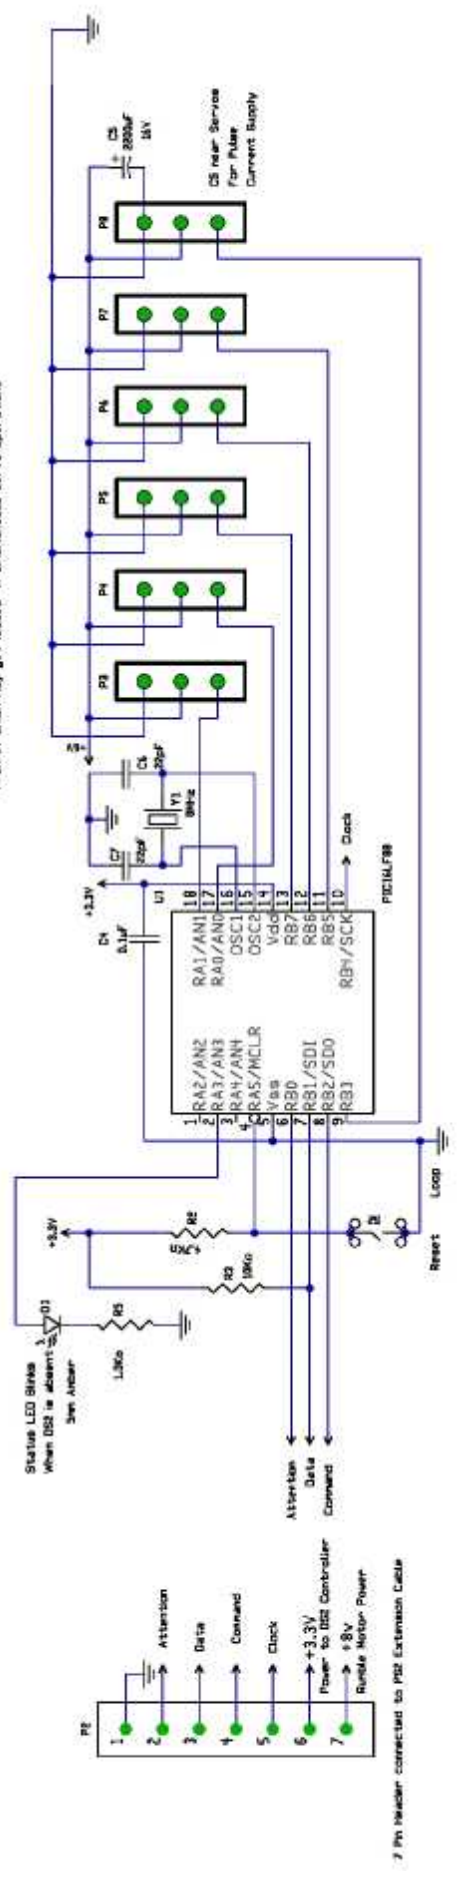 7 Pin Header connected to PS2 Extension Cable
P2
1
2
3
4
5
6
7
Attention
Data
Command
Clock
+3.3V
Power to DS2 Controller
+8v
Rumble Motor Power
Status LED Blinks
When DS2 is absent
3mm Amber
D1
R5
+3.3V
R2
4.7KΩ
R3
10KΩ
Attention
Data
Command
Reset
Loop
1
2
3
4
5
6
7
8
9
RA2/AN2
RA3/AN3
RA4/AN4
RA5/MCLR
Vss
RB0
RB1/SDI
RB2/SDO
RB3
RA1/AN1
RA0/AN0
OSC1
OSC2
Vdd
RB7
RB6
RB5
RB4/SCK
18
17
16
15
14
13
12
11
10
U1
PIC16LF88
Clock
+3.3V
C4
0.1uF
C7
22pF
C6
22pF
Y1
8MHz
+6V
P3
P4
P5
P6
P7
P8
C5
2200uF
16V
C5 near Servos
For Pulse
Current Supply